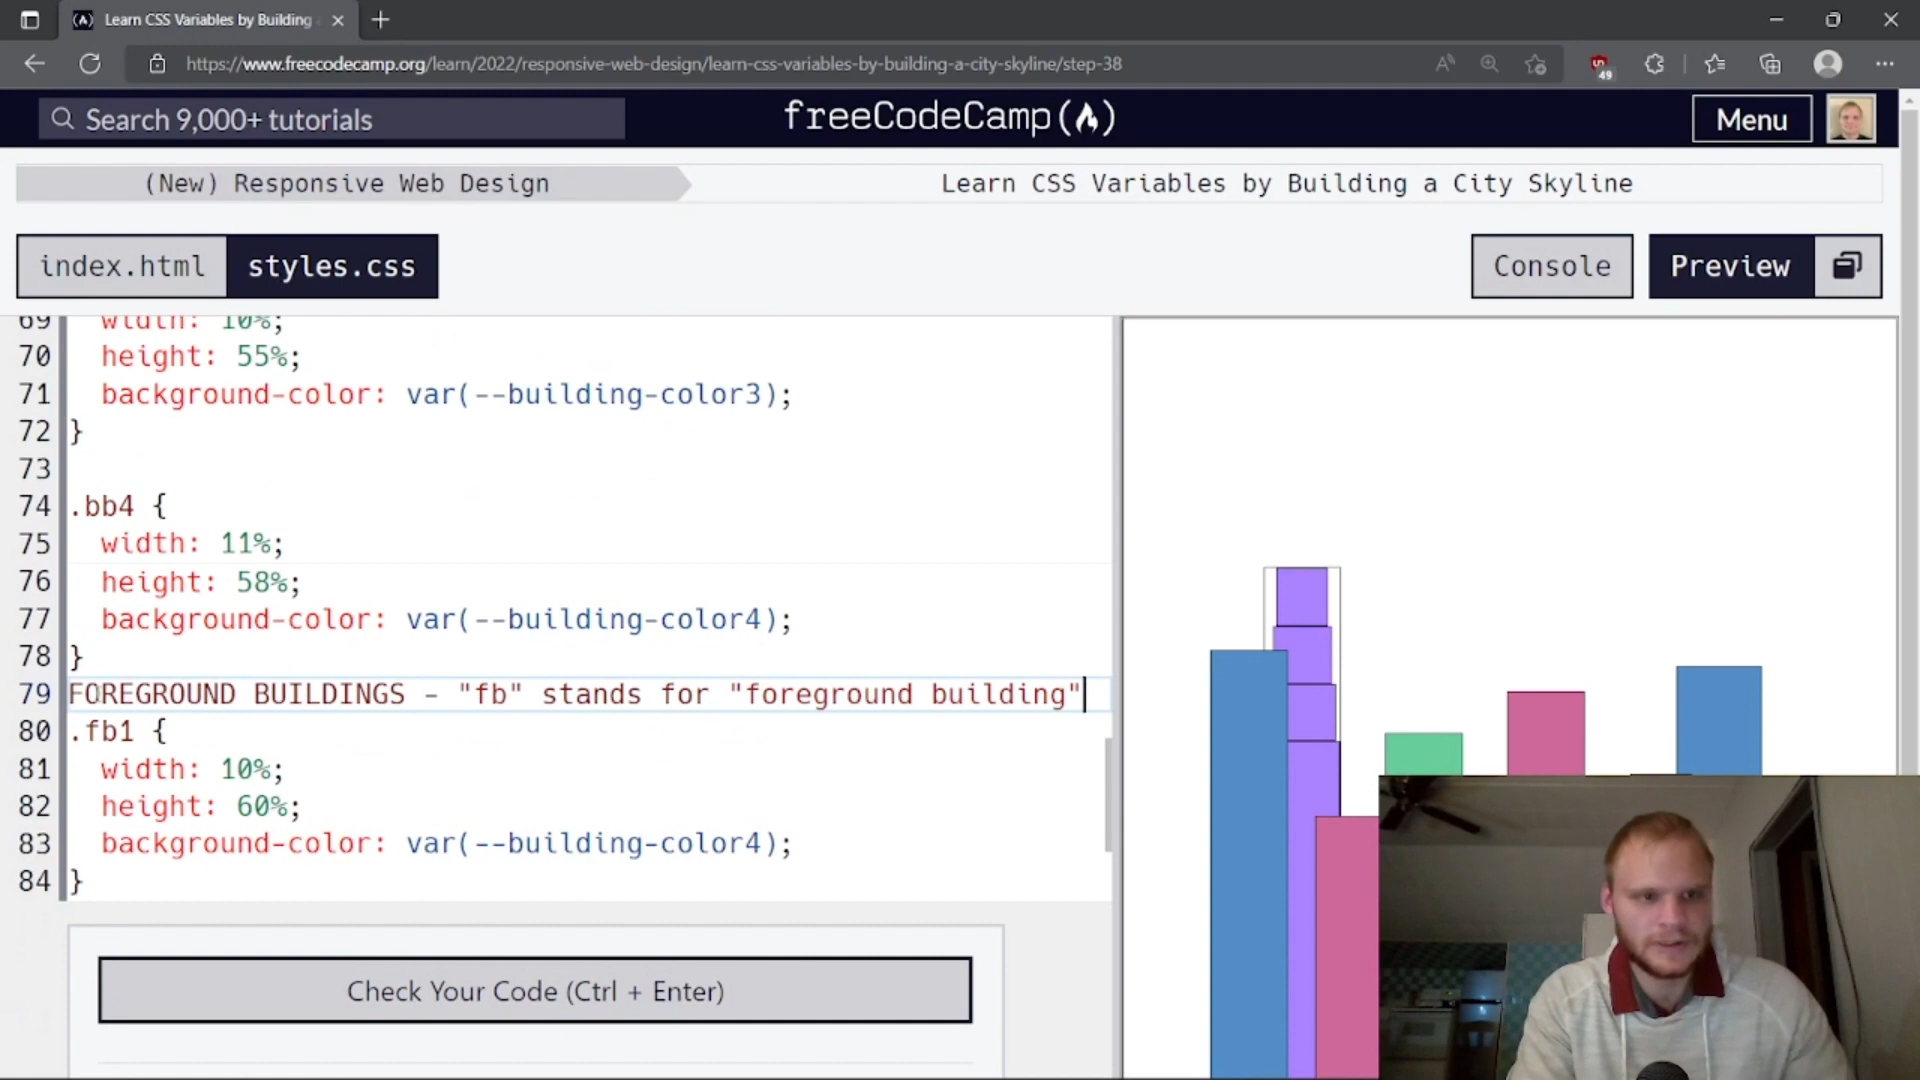 Learn CSS Variables by Building
https://www.freecodecamp.org/learn/2022/responsive-web-design/learn-css-variables-by-building-a-city-skyline/step-38
49
Search 9,000+ tutorials
freeCodeCamp
Menu
(New) Responsive Web Design
Learn CSS Variables by Building a City Skyline
index.html
styles.css
Console
Preview
69 width: 10%;
70 height: 55%;
71 background-color: var(--building-color3);
72 }
73
74 .bb4 {
75 width: 11%;
76 height: 58%;
77 background-color: var(--building-color4);
78 }
79 FOREGROUND BUILDINGS - "fb" stands for "foreground building"
80 .fb1 {
81 width: 10%;
82 height: 60%;
83 background-color: var(--building-color4);
84 }
Check Your Code (Ctrl + Enter)